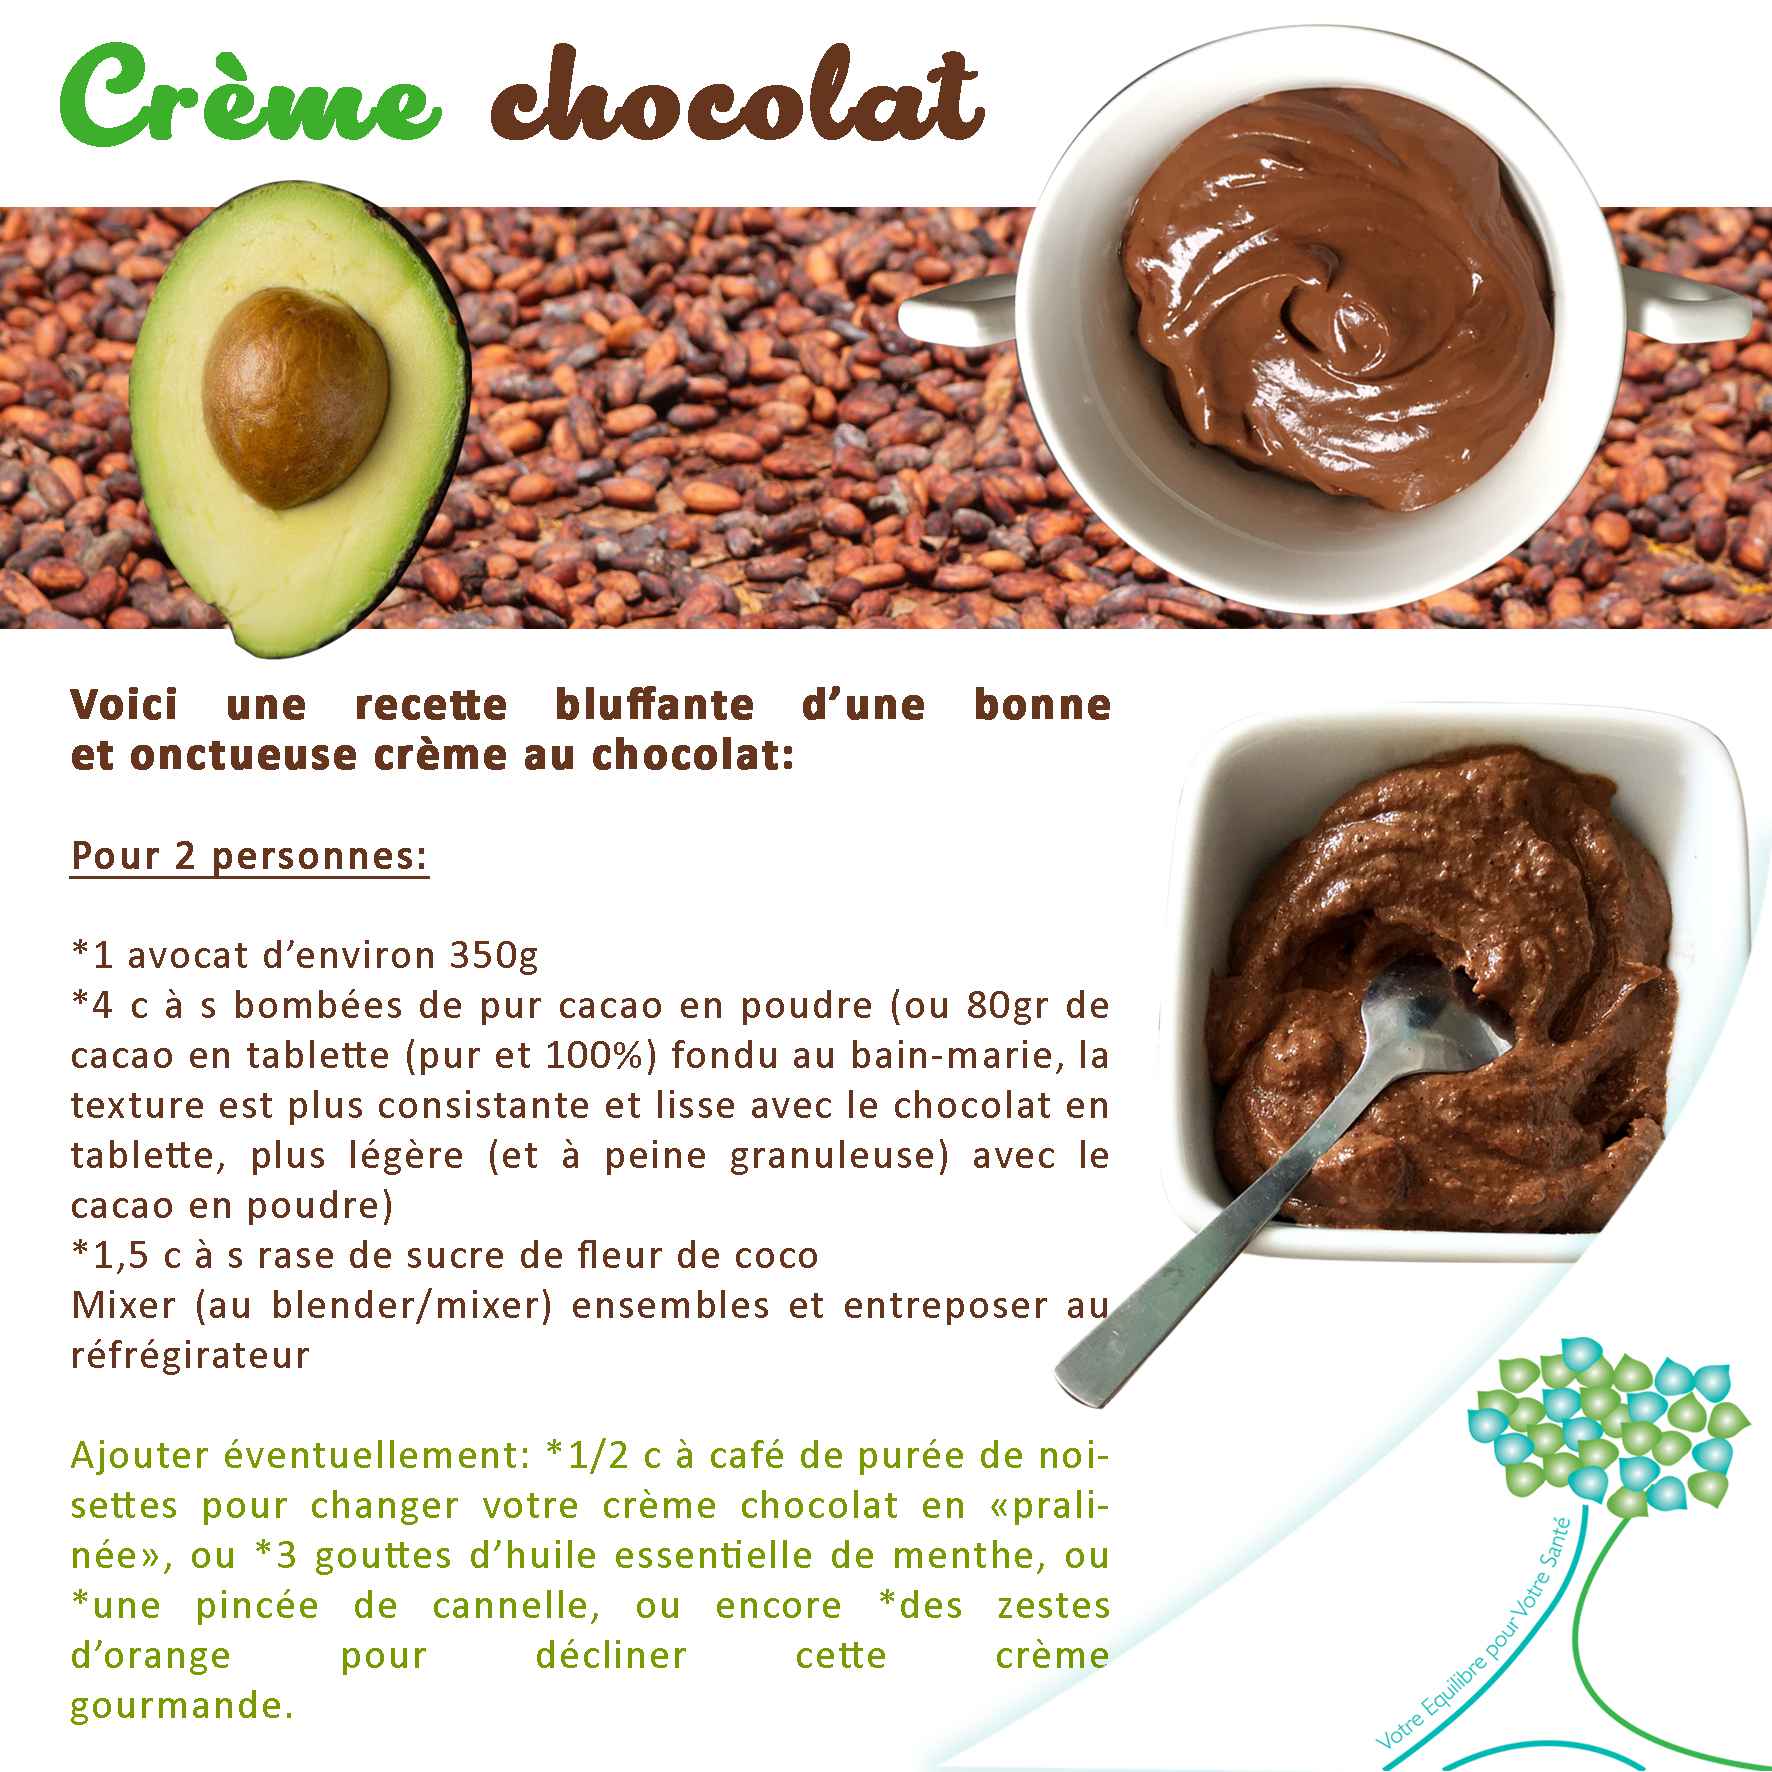 Crème chocolat
Voici une recette bluffante d’une bonne
et onctueuse crème au chocolat:
Pour 2 personnes:
*1 avocat d’environ 350g
*4 c à s bombées de pur cacao en poudre (ou 80gr de
cacao en tablette (pur et 100%) fondu au bain-marie, la
texture est plus consistante et lisse avec le chocolat en
tablette, plus légère (et à peine granuleuse) avec le
cacao en poudre)
*1,5 c à s rase de sucre de fleur de coco
Mixer (au blender/mixer) ensembles et entreposer au
réfrégirateur
Ajouter éventuellement: *1/2 c à café de purée de noi-
settes pour changer votre crème chocolat en «prali-
née», ou *3 gouttes d’huile essentielle de menthe, ou
*une pincée de cannelle, ou encore *des zestes
d’orange pour décliner cette crème
gourmande.
Votre Equilibre pour Votre Santé